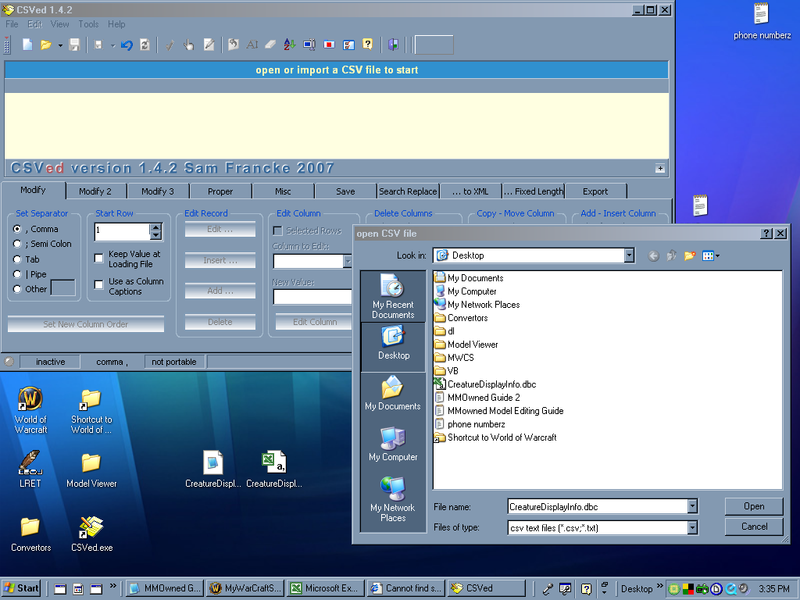 CSVed 1.4.2
File Edit View Tools Help
open or import a CSV file to start
CSVed version 1.4.2 Sam Francke 2007
Modify Modify 2 Modify 3 Proper Misc Save Search Replace ... to XML ... Fixed Length Export
Set Separator
, Comma
; Semi Colon
Tab
| Pipe
Other
Set New Column Order
Start Row
1
Keep Value at
Loading File
Use as Column
Captions
Edit Record
Edit ...
Insert ...
Add ...
Delete
Edit Column
Selected Rows
Column to Edit:
New Value:
Edit Column
Delete Columns
Copy - Move Column
Add - Insert Column
inactive comma , not portable
open CSV file
Look in: Desktop
My Recent
Documents
Desktop
My Documents
My Computer
My Network
Places
My Documents
My Computer
My Network Places
Convertors
dl
Model Viewer
MWCS
VB
CreatureDisplayInfo.dbc
MMOwned Guide 2
MMowned Model Editing Guide
phone numberz
Shortcut to World of Warcraft
File name: CreatureDisplayInfo.dbc Open
Files of type: csv text files (*.csv;*.txt) Cancel
phone numberz
World of
Warcraft
Shortcut to
World of ...
LRET
Model Viewer
CreatureDispl...
CreatureDispl...
Convertors
CSVed.exe
Start MMOwned G... MyWarCraftS... Microsoft Ex... Cannot find s... CSVed Desktop 3:35 PM